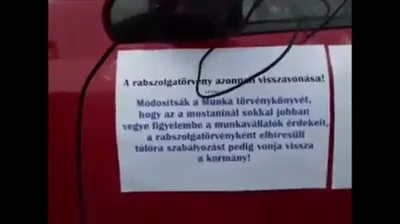 A rabszolgatörvény azonnali visszavonása!
Módosítsák a Munka törvénykönyvét,
hogy az a mostaninál sokkal jobban
vegye figyelembe a munkavállalók érdekeit,
a rabszolgatörvényként elhíresült
túlóra szabályozást pedig vonja vissza
a kormány!